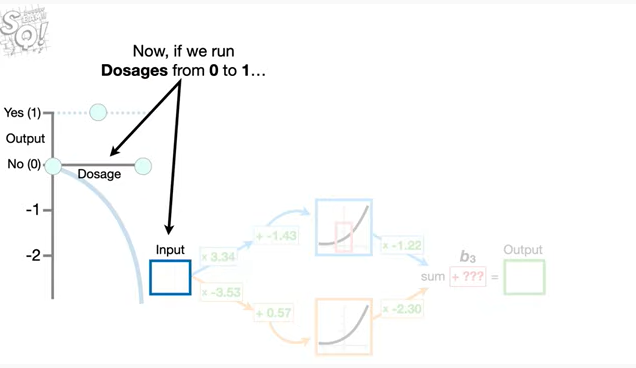 SQ!
Now, if we run
Dosages from 0 to 1...
Yes (1)
Output
No (0)
Dosage
-1
-2
Input
x 3.34
+ -1.43
x -1.22
x -3.53
+ 0.57
x -2.30
b3
sum + ??? =
Output